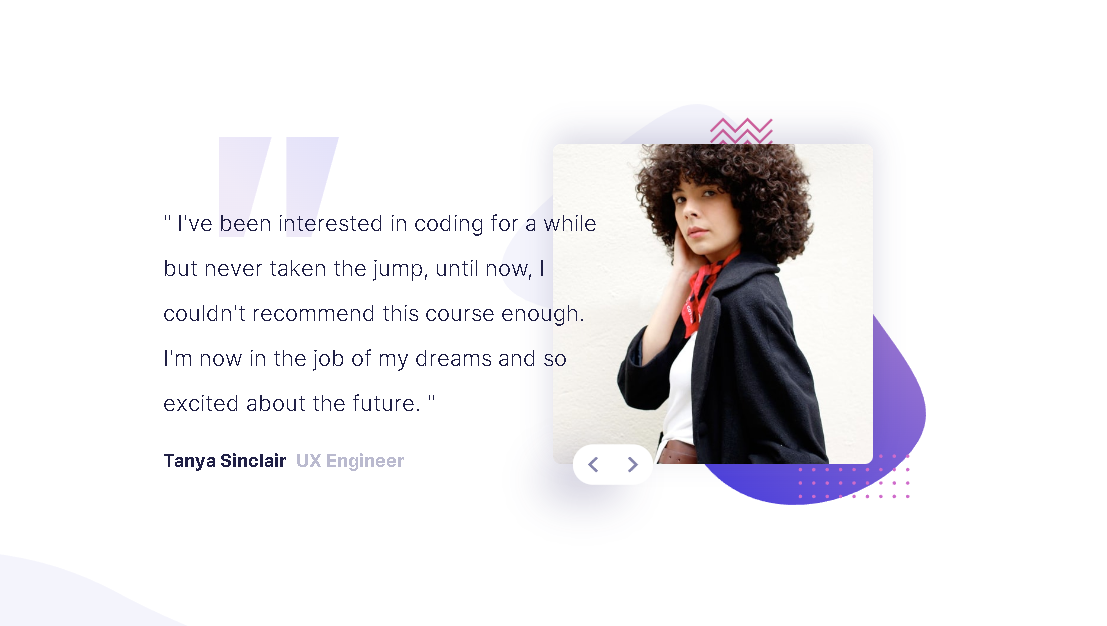 " I've been interested in coding for a while
but never taken the jump, until now, I
couldn't recommend this course enough.
I'm now in the job of my dreams and so
excited about the future. "
Tanya Sinclair UX Engineer